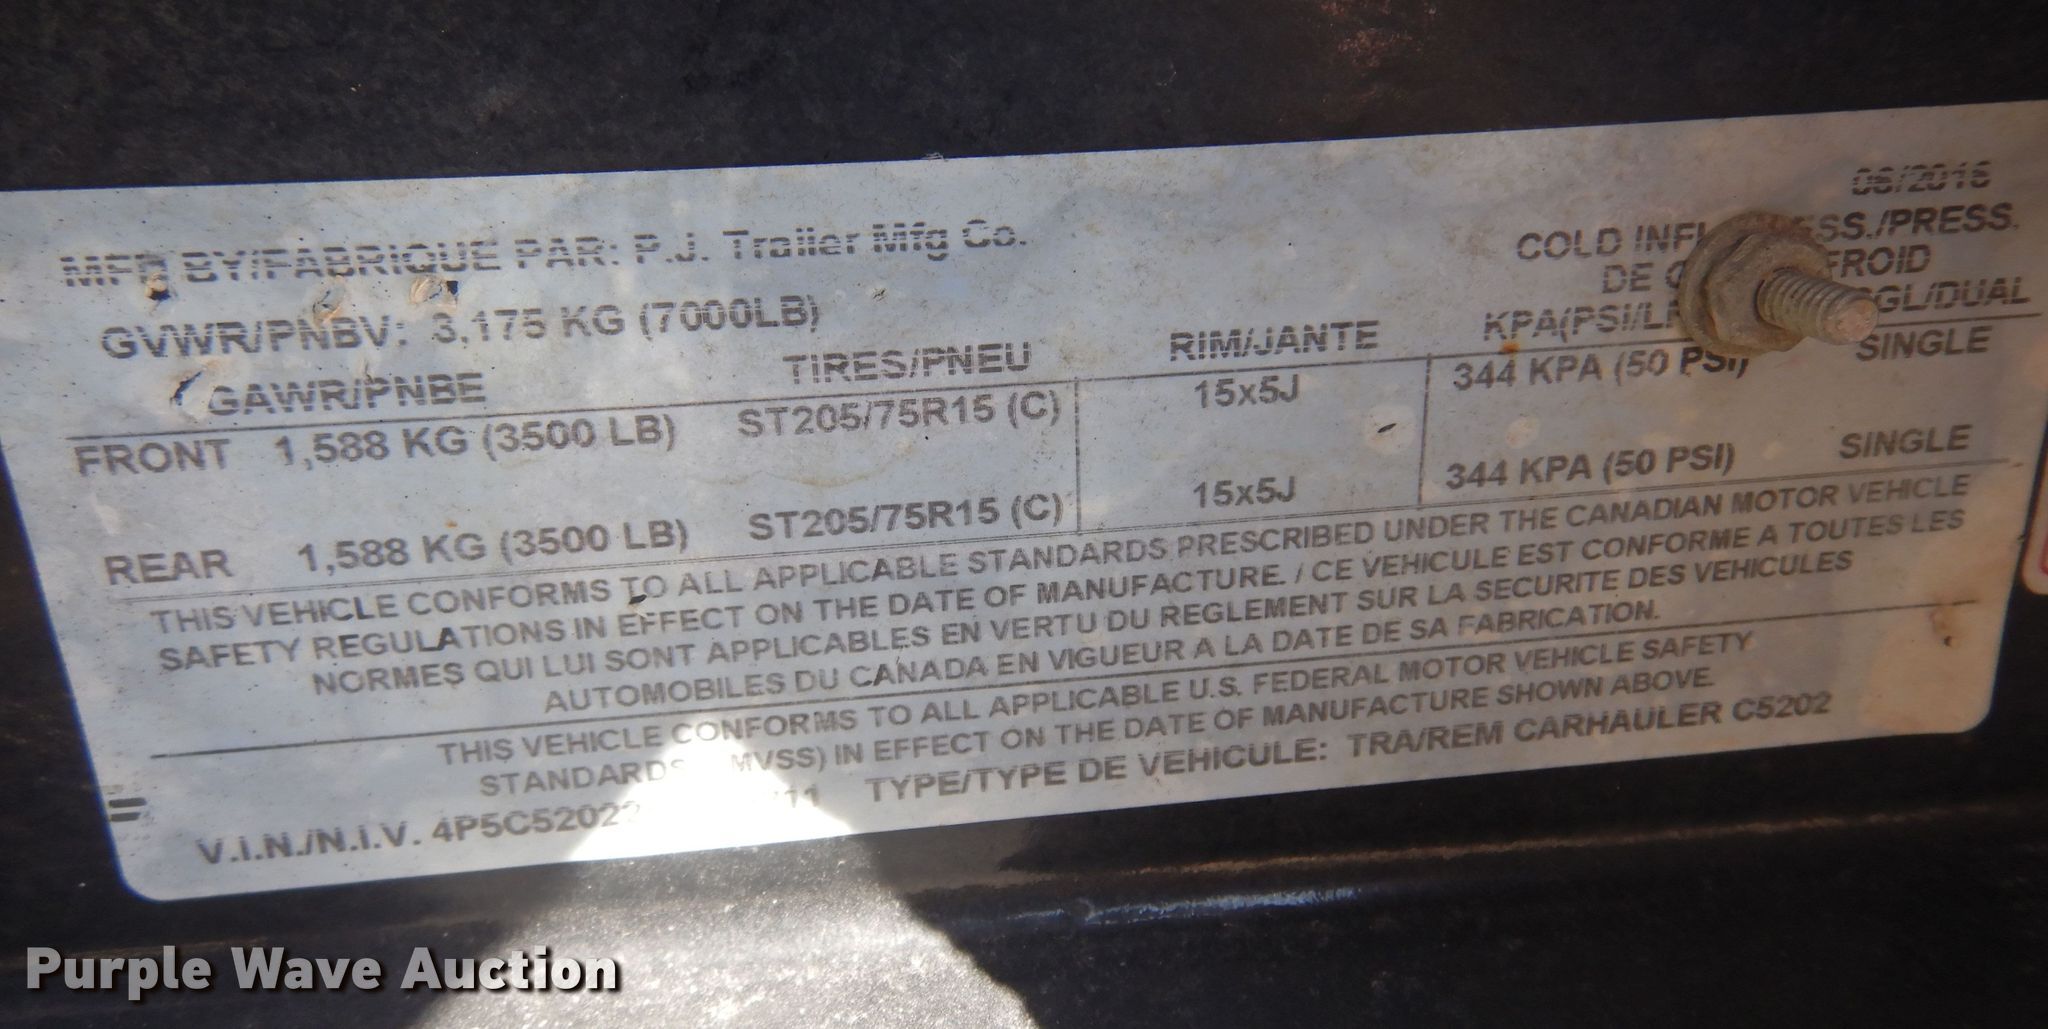 06/2016
MFD BY/FABRIQUE PAR: P.J. Trailer Mfg Co.
COLD INFL ESS./PRESS.
GVWR/PNBV: 3,175 KG (7000LB)
DE FROID
GAWR/PNBE TIRES/PNEU RIM/JANTE KPA(PSI/L GL/DUAL
FRONT 1,588 KG (3500 LB) ST205/75R15 (C) 15x5J 344 KPA (50 PSI) SINGLE
REAR 1,588 KG (3500 LB) ST205/75R15 (C) 15x5J 344 KPA (50 PSI) SINGLE
THIS VEHICLE CONFORMS TO ALL APPLICABLE STANDARDS PRESCRIBED UNDER THE CANADIAN MOTOR VEHICLE
SAFETY REGULATIONS IN EFFECT ON THE DATE OF MANUFACTURE. / CE VEHICULE EST CONFORME A TOUTES LES
NORMES QUI LUI SONT APPLICABLES EN VERTU DU REGLEMENT SUR LA SECURITE DES VEHICULES
AUTOMOBILES DU CANADA EN VIGUEUR A LA DATE DE SA FABRICATION.
THIS VEHICLE CONFORMS TO ALL APPLICABLE U.S. FEDERAL MOTOR VEHICLE SAFETY
STANDARDS MVSS) IN EFFECT ON THE DATE OF MANUFACTURE SHOWN ABOVE.
V.I.N./N.I.V. 4P5C52022 11 TYPE/TYPE DE VEHICULE: TRA/REM CARHAULER C5202
Purple Wave Auction